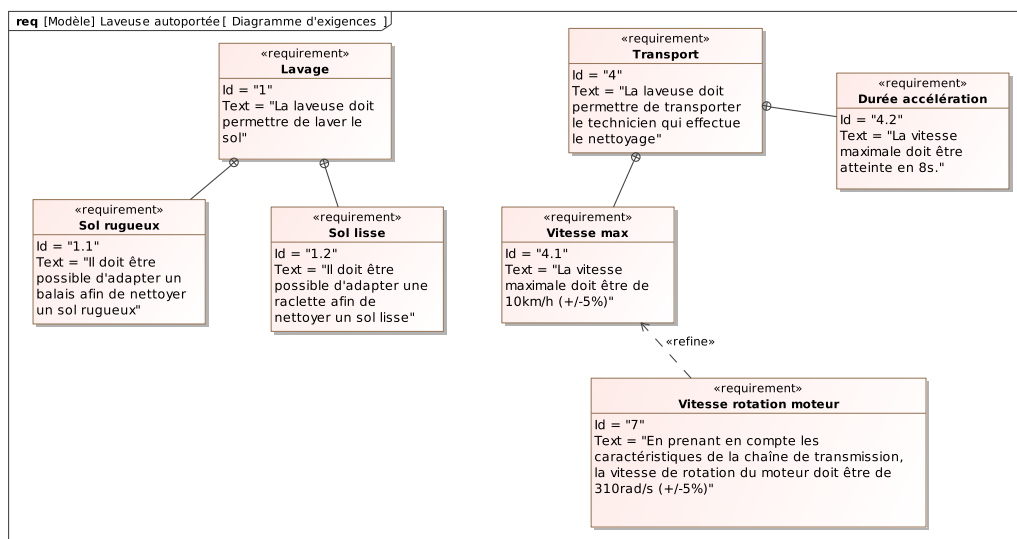 req [Modèle] Laveuse autoportée [ Diagramme d'exigences ]
«requirement»
Lavage
Id = "1"
Text = "La laveuse doit
permettre de laver le
sol"
«requirement»
Transport
Id = "4"
Text = "La laveuse doit
permettre de transporter
le technicien qui effectue
le nettoyage"
«requirement»
Durée accélération
Id = "4.2"
Text = "La vitesse
maximale doit être
atteinte en 8s."
«requirement»
Sol rugueux
Id = "1.1"
Text = "Il doit être
possible d'adapter un
balais afin de nettoyer
un sol rugueux"
«requirement»
Sol lisse
Id = "1.2"
Text = "Il doit être
possible d'adapter une
raclette afin de
nettoyer un sol lisse"
«requirement»
Vitesse max
Id = "4.1"
Text = "La vitesse
maximale doit être de
10km/h (+/-5%)"
«refine»
«requirement»
Vitesse rotation moteur
Id = "7"
Text = "En prenant en compte les
caractéristiques de la chaîne de transmission,
la vitesse de rotation du moteur doit être de
310rad/s (+/-5%)"